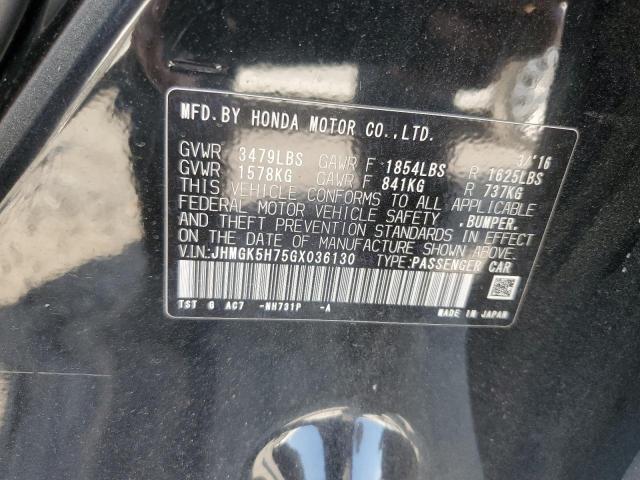 MFD.BY HONDA MOTOR CO.,LTD.
3/'16
GVWR 3479LBS GAWR F 1854LBS R 1625LBS
GVWR 1578KG GAWR F 841KG R 737KG
THIS VEHICLE CONFORMS TO ALL APPLICABLE
FEDERAL MOTOR VEHICLE SAFETY ,BUMPER,
AND THEFT PREVENTION STANDARDS IN EFFECT
ON THE DATE OF MANUFACTURE SHOWN ABOVE.
V.I.N:JHMGK5H75GX036130 TYPE:PASSENGER CAR
TST G AC7 -NH731P -A MADE IN JAPAN